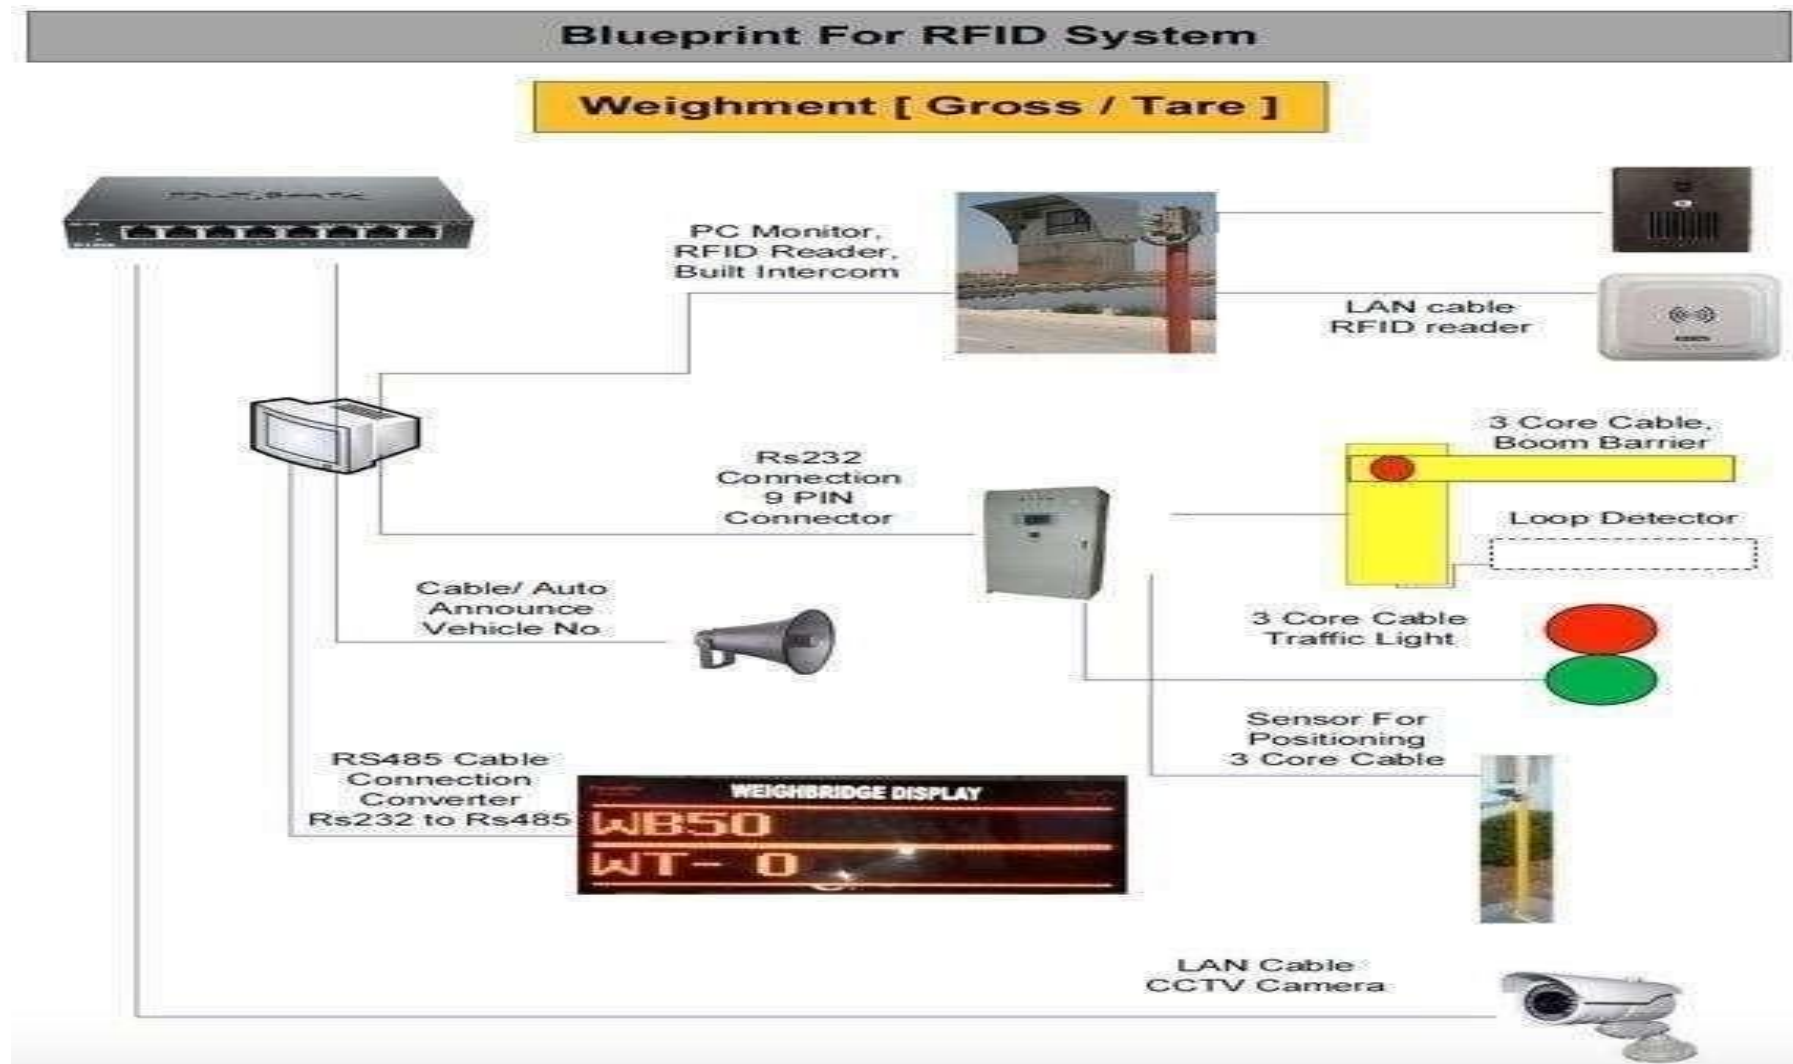 Blueprint For RFID System
Weighment [ Gross / Tare ]
PC Monitor,
RFID Reader,
Built Intercom
LAN cable
RFID reader
3 Core Cable,
Boom Barrier
Rs232
Connection
9 PIN
Connector
Loop Detector
Cable/ Auto
Announce
Vehicle No
3 Core Cable
Traffic Light
Sensor For
Positioning
3 Core Cable
RS485 Cable
Connection
Converter
Rs232 to Rs485
WEIGHBRIDGE DISPLAY
WB50
WT- 0
LAN Cable
CCTV Camera